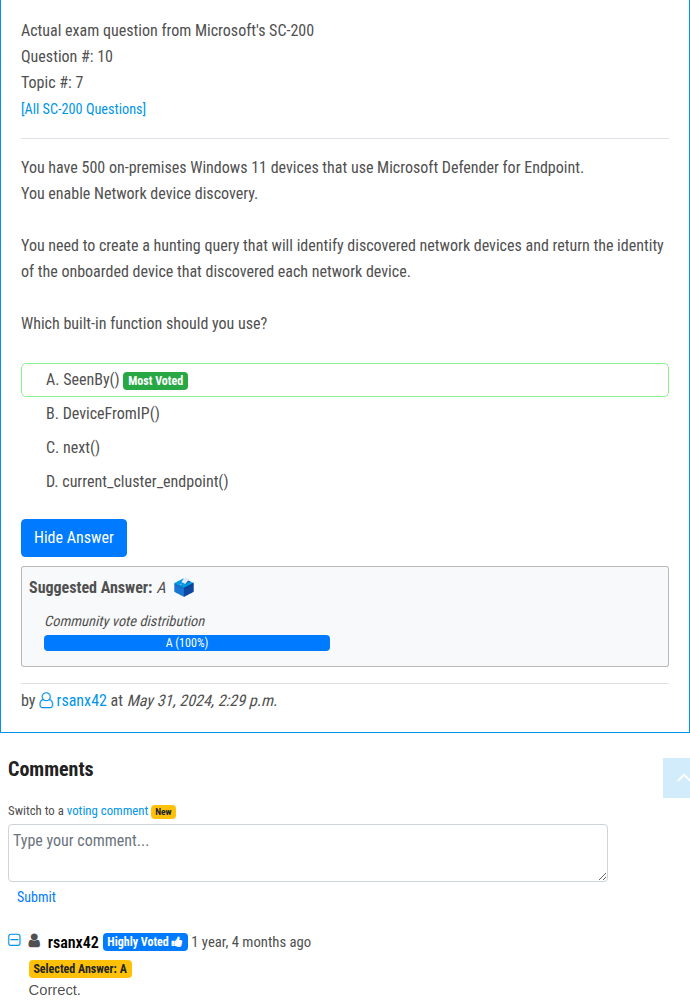 Actual exam question from Microsoft's SC-200
Question #: 10
Topic #: 7
[All SC-200 Questions]
You have 500 on-premises Windows 11 devices that use Microsoft Defender for Endpoint.
You enable Network device discovery.
You need to create a hunting query that will identify discovered network devices and return the identity
of the onboarded device that discovered each network device.
Which built-in function should you use?
A. SeenBy() Most Voted
B. DeviceFromIP()
C. next()
D. current_cluster_endpoint()
Hide Answer
Suggested Answer: A
Community vote distribution
A (100%)
by rsanx42 at May 31, 2024, 2:29 p.m.
Comments
Switch to a voting comment New
Type your comment...
Submit
rsanx42 Highly Voted 1 year, 4 months ago
Selected Answer: A
Correct.